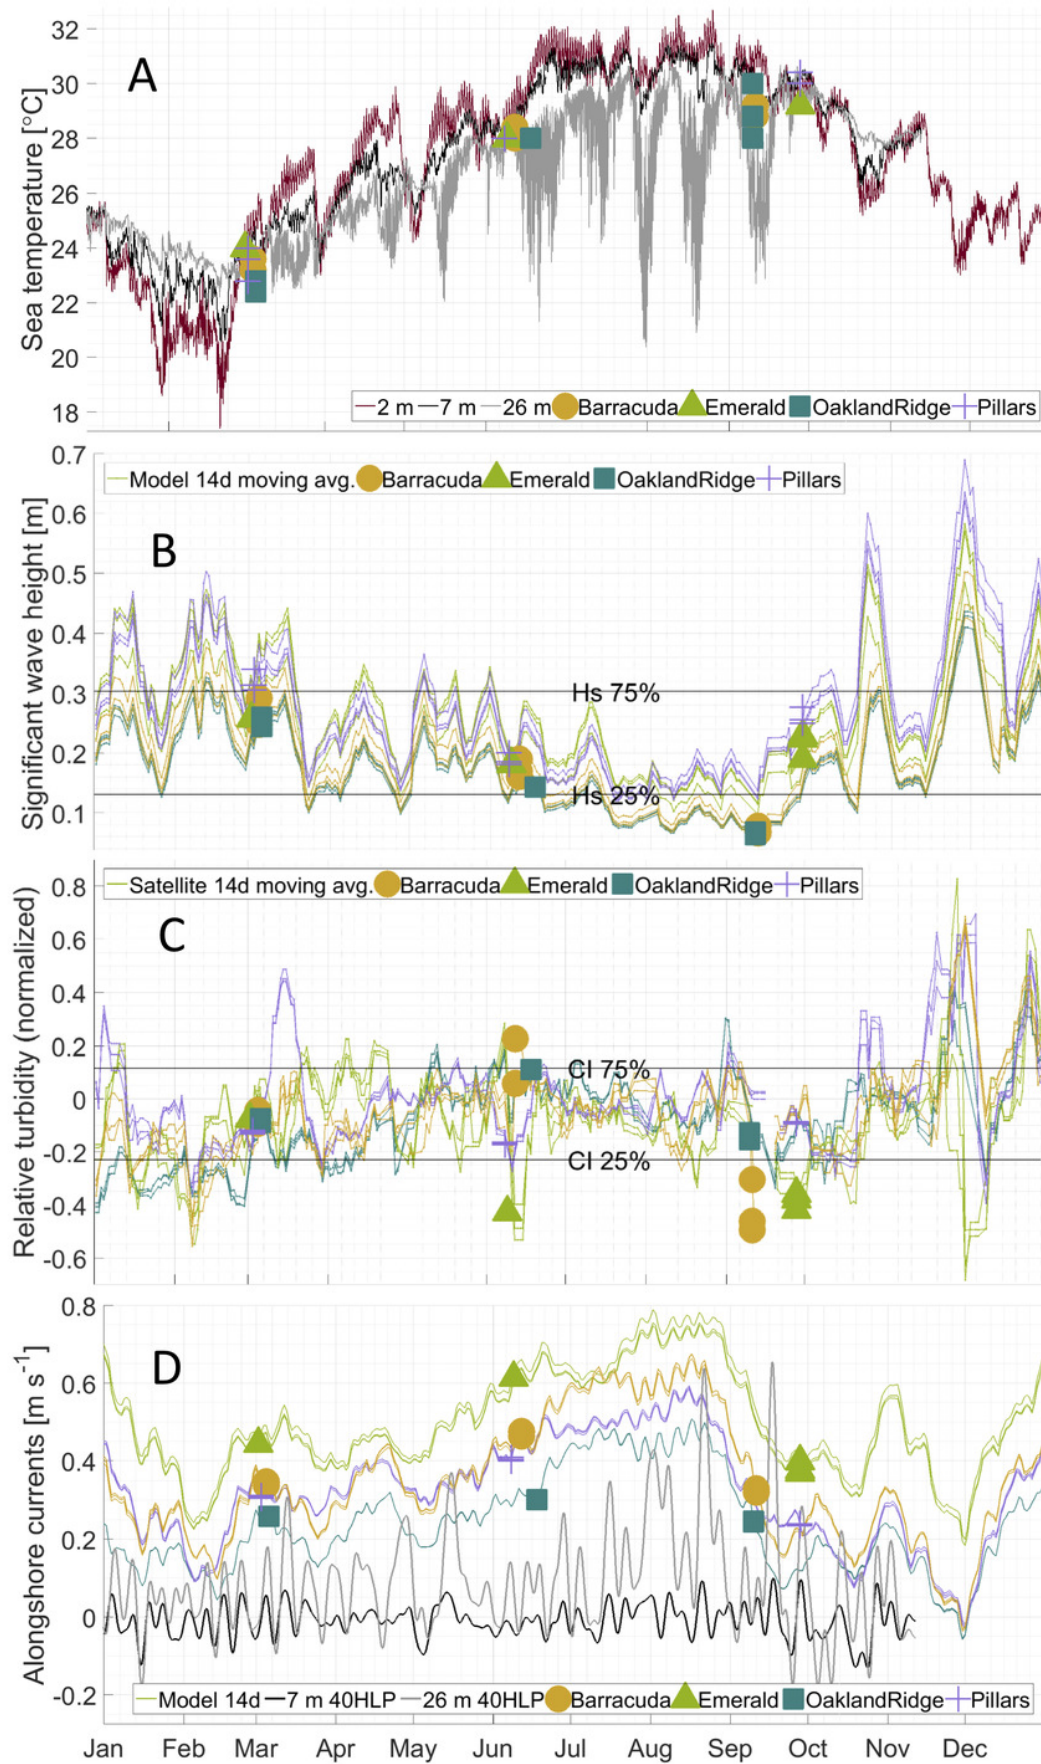 A
Sea temperature [°C]
32
30
28
26
24
22
20
18
2 m 7 m 26 m Barracuda Emerald OaklandRidge Pillars
B
Significant wave height [m]
0.7
0.6
0.5
0.4
0.3
0.2
0.1
Model 14d moving avg. Barracuda Emerald OaklandRidge Pillars
Hs 75%
Hs 25%
C
Relative turbidity (normalized)
0.8
0.6
0.4
0.2
0
-0.2
-0.4
-0.6
Satellite 14d moving avg. Barracuda Emerald OaklandRidge Pillars
CI 75%
CI 25%
D
Alongshore currents [m s⁻¹]
0.8
0.6
0.4
0.2
0
-0.2
Model 14d 7 m 40HLP 26 m 40HLP Barracuda Emerald OaklandRidge Pillars
Jan Feb Mar Apr May Jun Jul Aug Sep Oct Nov Dec